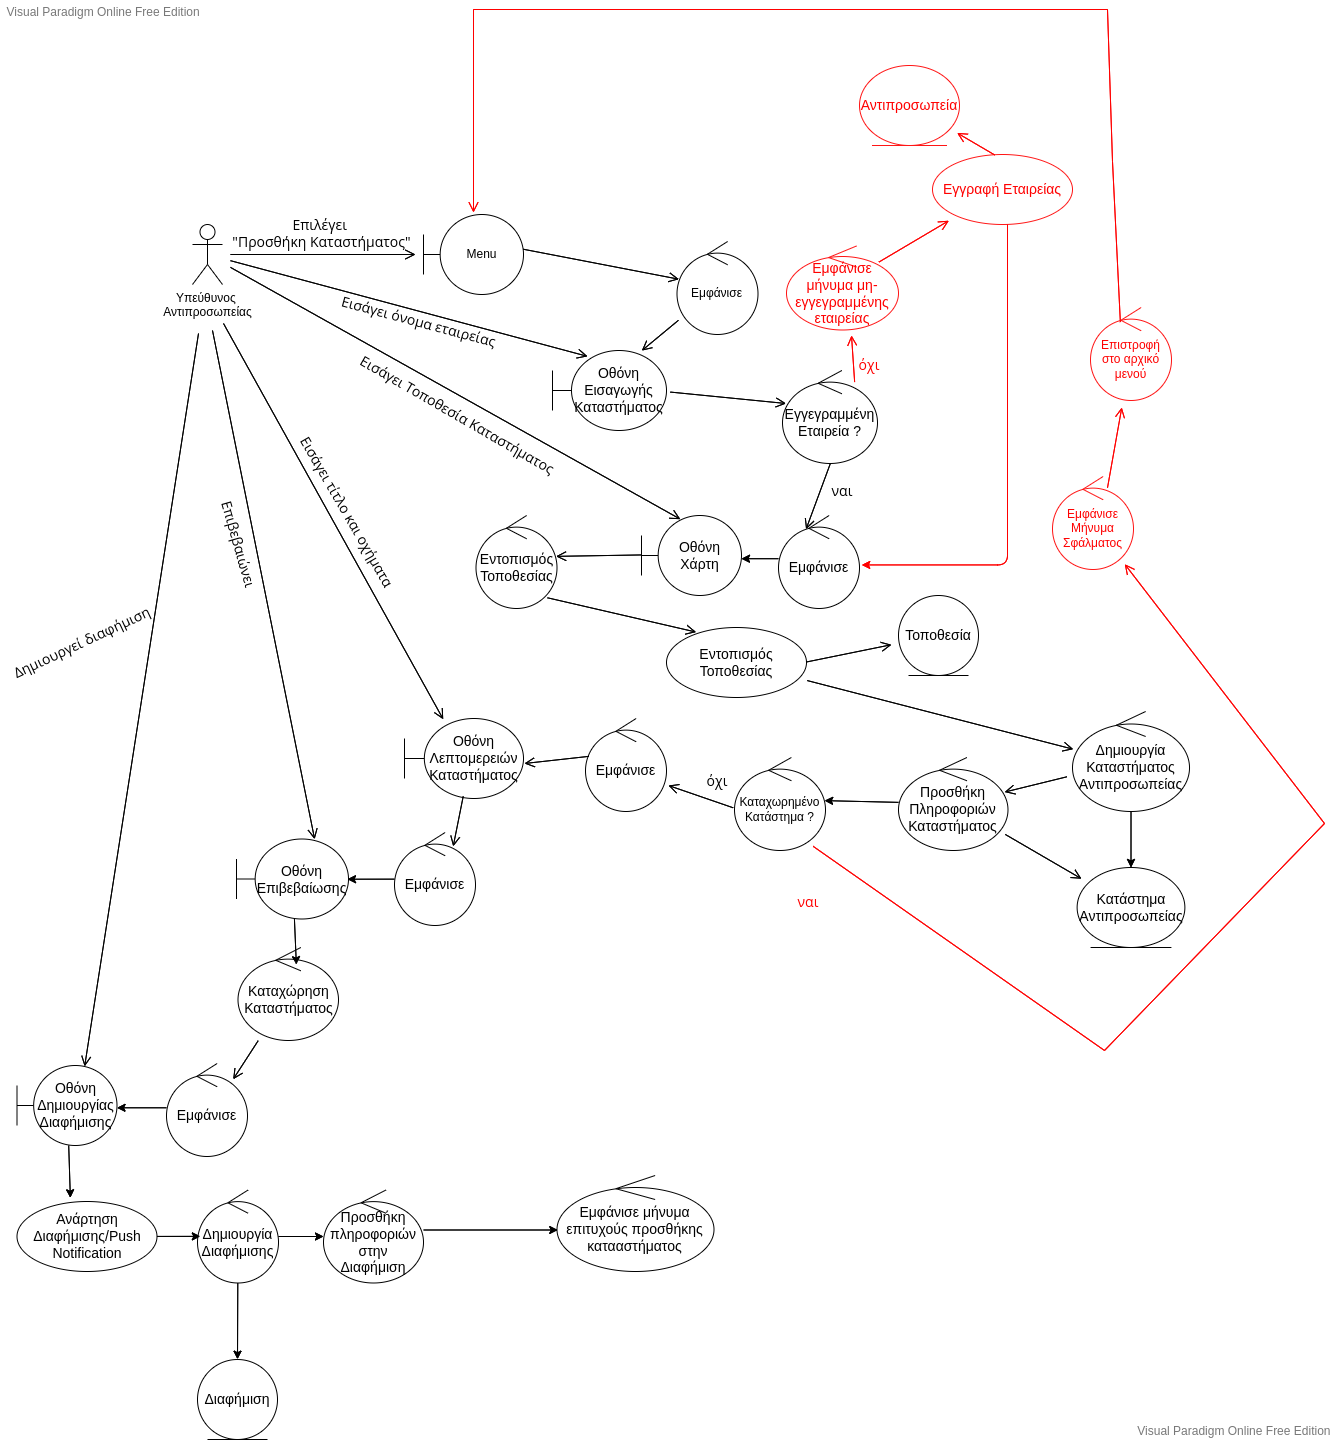 Visual Paradigm Online Free Edition
Αντιπροσωπεία
Εγγραφή Εταιρείας
Επιλέγει
"Προσθήκη Καταστήματος"
Menu
Εμφάνισε
Υπεύθυνος
Αντιπροσωπείας
Εμφάνισε
μήνυμα μη-
εγγεγραμμένης
εταιρείας
Εισάγει όνομα εταιρείας
Επιστροφή
στο αρχικό
μενού
όχι
Οθόνη
Εισαγωγής
Καταστήματος
Εισάγει Τοποθεσία Καταστήματος
Εγγεγραμμένη
Εταιρεία ?
ναι
Εισάγει τίτλο και οχήματα
Επιβεβαιώνει
Εμφάνισε
Μήνυμα
Σφάλματος
Εντοπισμός
Τοποθεσίας
Οθόνη
Χάρτη
Εμφάνισε
Δημιουργεί διαφήμιση
Τοποθεσία
Εντοπισμός
Τοποθεσίας
Οθόνη
Λεπτομερειών
Καταστήματος
Εμφάνισε
όχι
Καταχωρημένο
Κατάστημα ?
Προσθήκη
Πληροφοριών
Καταστήματος
Δημιουργία
Καταστήματος
Αντιπροσωπείας
Οθόνη
Επιβεβαίωσης
Εμφάνισε
ναι
Κατάστημα
Αντιπροσωπείας
Καταχώρηση
Καταστήματος
Οθόνη
Δημιουργίας
Διαφήμισης
Εμφάνισε
Ανάρτηση
Διαφήμισης/Push
Notification
Δημιουργία
Διαφήμισης
Προσθήκη
πληροφοριών
στην
Διαφήμιση
Εμφάνισε μήνυμα
επιτυχούς προσθήκης
κατααστήματος
Διαφήμιση
Visual Paradigm Online Free Edition